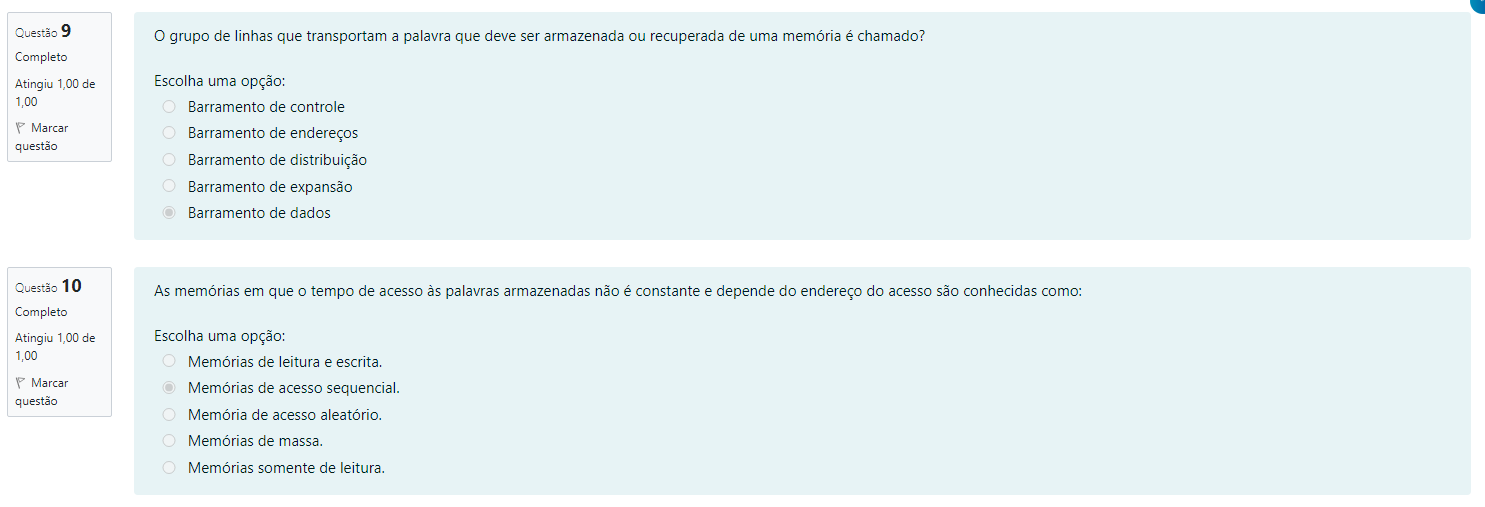 Questão 9
Completo
Atingiu 1,00 de
1,00
Marcar
questão
O grupo de linhas que transportam a palavra que deve ser armazenada ou recuperada de uma memória é chamado?
Escolha uma opção:
Barramento de controle
Barramento de endereços
Barramento de distribuição
Barramento de expansão
Barramento de dados
Questão 10
Completo
Atingiu 1,00 de
1,00
Marcar
questão
As memórias em que o tempo de acesso às palavras armazenadas não é constante e depende do endereço do acesso são conhecidas como:
Escolha uma opção:
Memórias de leitura e escrita.
Memórias de acesso sequencial.
Memória de acesso aleatório.
Memórias de massa.
Memórias somente de leitura.